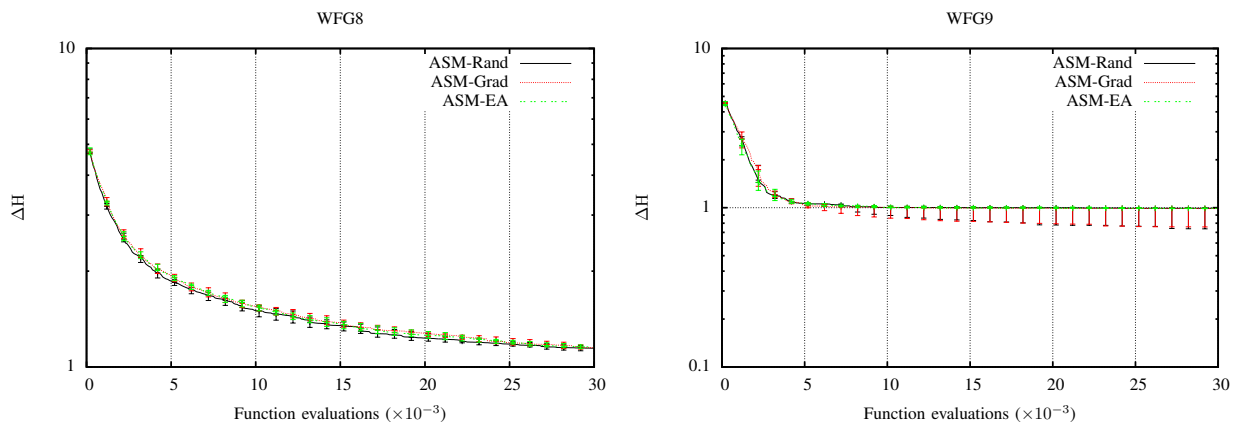 WFG8
10
1
ΔH
ASM-Rand
ASM-Grad
ASM-EA
0 5 10 15 20 25 30
Function evaluations (×10⁻³)
WFG9
10
1
0.1
ΔH
ASM-Rand
ASM-Grad
ASM-EA
0 5 10 15 20 25 30
Function evaluations (×10⁻³)